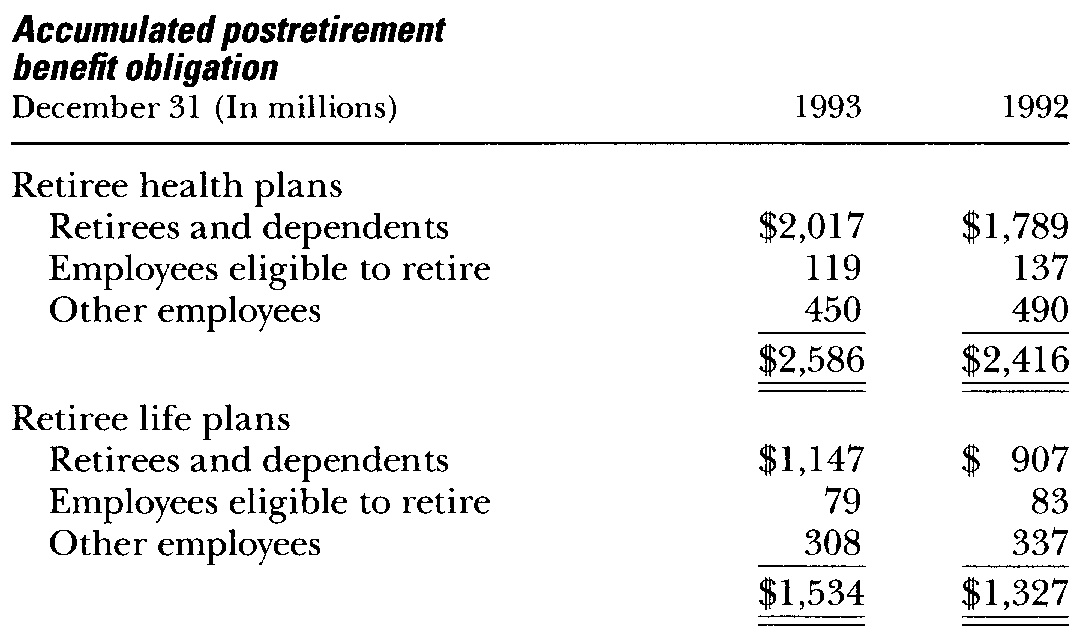 Accumulated postretirement
benefit obligation
December 31 (In millions) 1993 1992
Retiree health plans
Retirees and dependents $2,017 $1,789
Employees eligible to retire 119 137
Other employees 450 490
$2,586 $2,416
Retiree life plans
Retirees and dependents $1,147 $ 907
Employees eligible to retire 79 83
Other employees 308 337
$1,534 $1,327